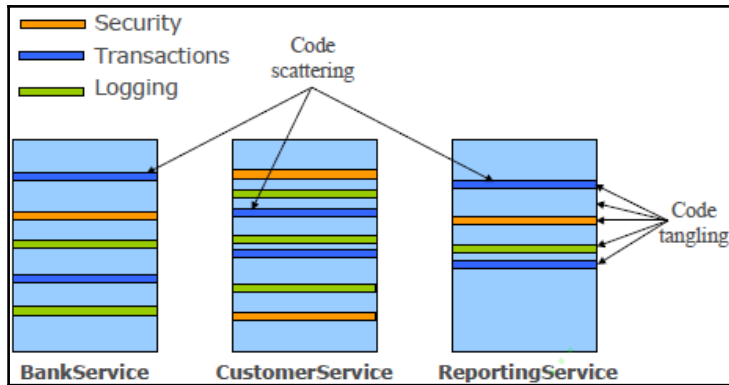 Security
Transactions
Logging
Code
scattering
Code
tangling
BankService
CustomerService
ReportingService